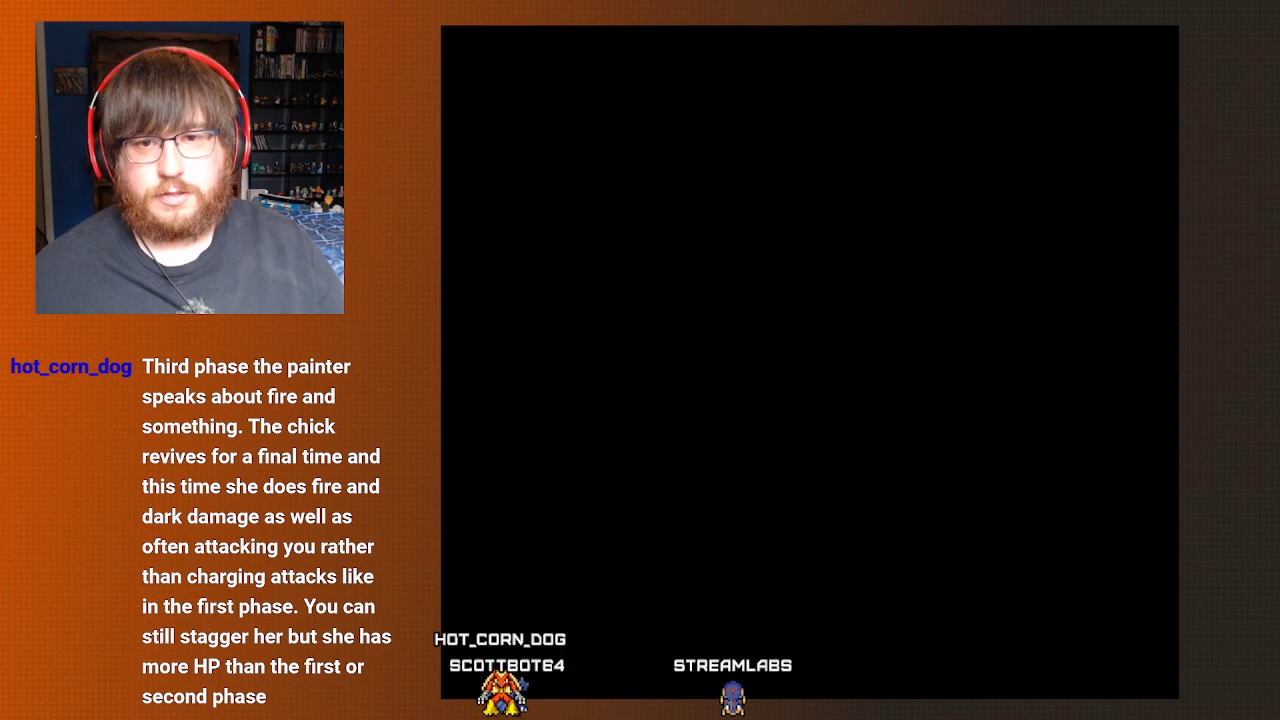 hot_corn_dog Third phase the painter
speaks about fire and
something. The chick
revives for a final time and
this time she does fire and
dark damage as well as
often attacking you rather
than charging attacks like
in the first phase. You can
still stagger her but she has
more HP than the first or
second phase
HOT_CORN_DOG
SCOTTBOT64
STREAMLABS